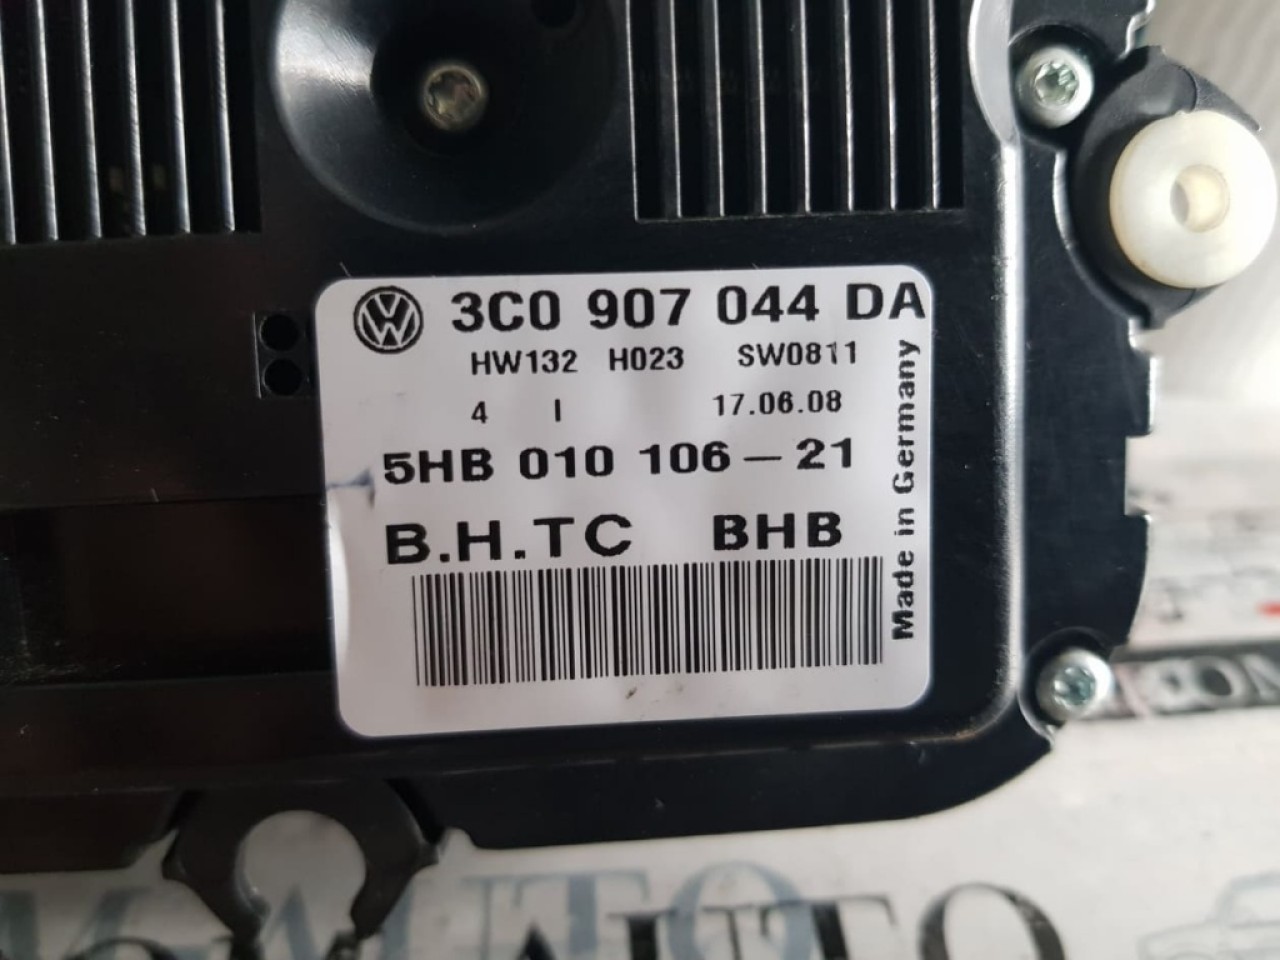 3C0 907 044 DA
HW132 H023 SW0811
4 I 17.06.08
5HB 010 106-21
B.H.TC BHB
Made in Germany
AUTO